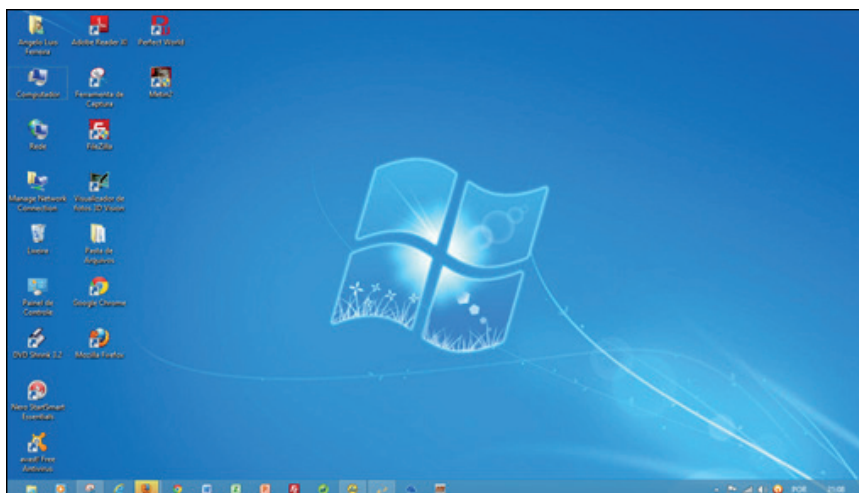 Angelo Luis
Ferreira
Adobe Reader XI
Perfect World
Computador
Ferramenta de
Captura
Metin2
Rede
FileZilla
Manage Network
Connection
Visualizador de
fotos 3D Vision
Lixeira
Pasta de
Arquivos
Painel de
Controle
Google Chrome
DVD Shrink 3.2
Mozilla Firefox
Nero StartSmart
Essentials
avast! Free
Antivirus
POR